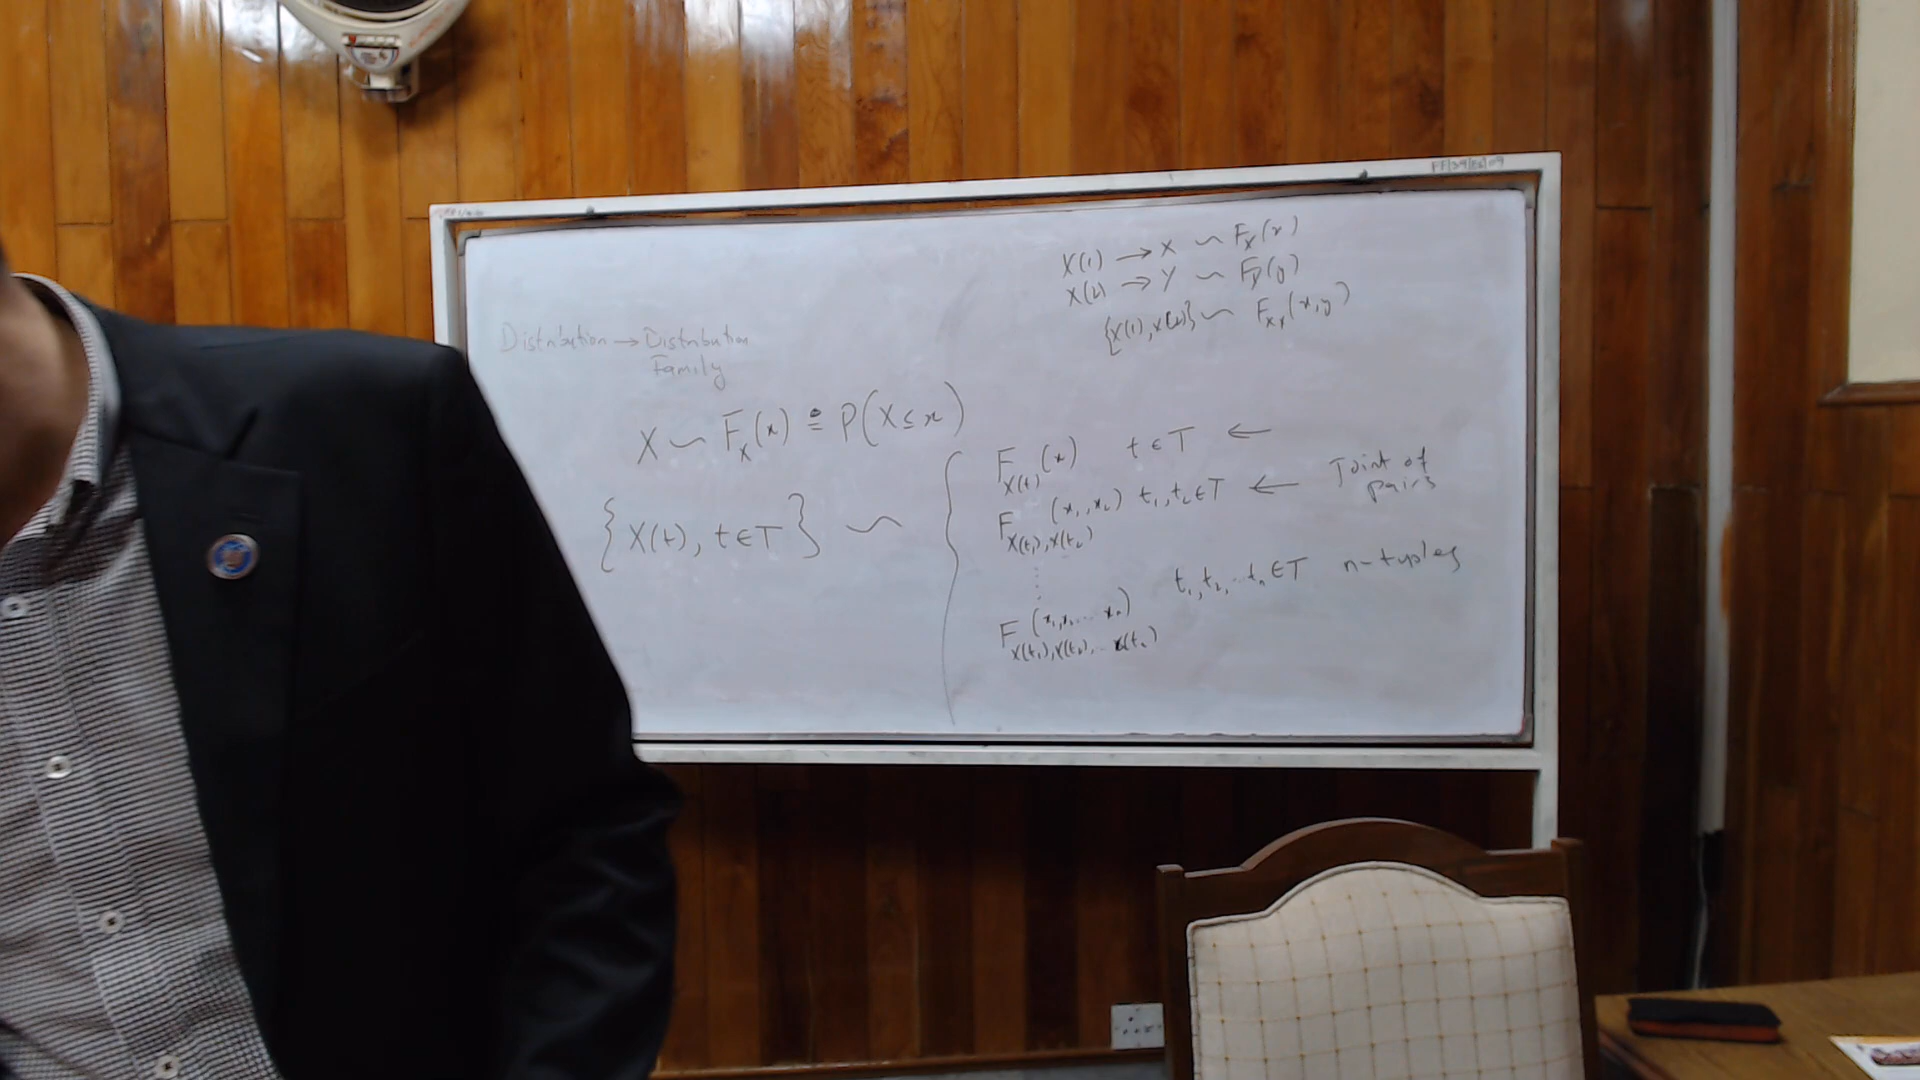 X(1) → X ~ F_X(x)
X(2) → Y ~ F_Y(y)
{X(1), X(2)} ~ F_XY(x,y)
Distribution → Distribution
Family
X ~ F_X(x) ≜ P(X ≤ x)
{X(t), t ∈ T} ~
F_X(t)(x) t ∈ T ←
F_X(t₁),X(t₂)(x₁, x₂) t₁, t₂ ∈ T ← Joint of
pairs
⋮
F_X(t₁),X(t₂),...X(tₙ)(x₁, x₂, ... xₙ) t₁, t₂, ... tₙ ∈ T n-tuples